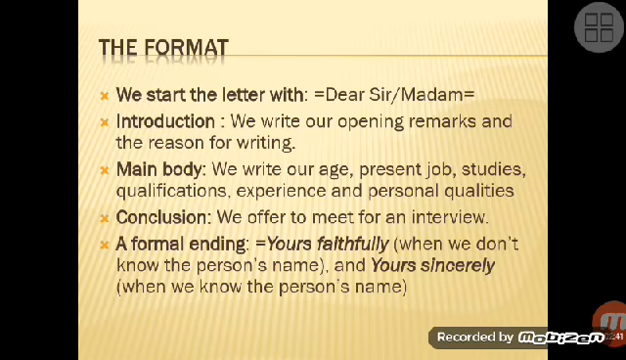 THE FORMAT
We start the letter with: =Dear Sir/Madam=
Introduction : We write our opening remarks and
the reason for writing.
Main body: We write our age, present job, studies,
qualifications, experience and personal qualities
Conclusion: We offer to meet for an interview.
A formal ending: =Yours faithfully (when we don't
know the person's name), and Yours sincerely
(when we know the person's name)
Recorded by mobizen